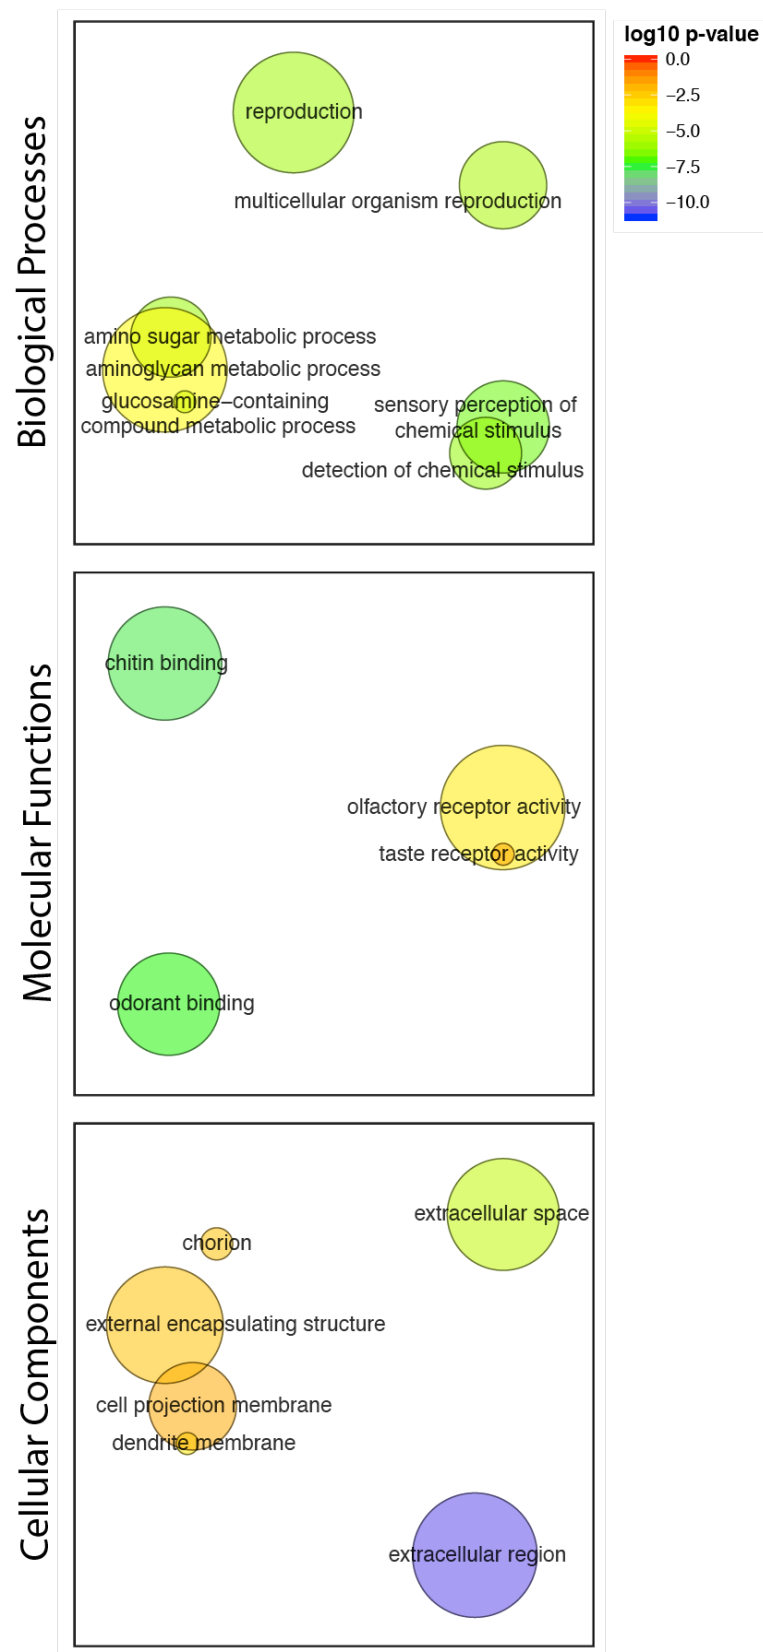 log10 p-value
0.0
−2.5
−5.0
−7.5
−10.0
Biological Processes
reproduction
multicellular organism reproduction
amino sugar metabolic process
aminoglycan metabolic process
glucosamine−containing
compound metabolic process
sensory perception of
chemical stimulus
detection of chemical stimulus
Molecular Functions
chitin binding
olfactory receptor activity
taste receptor activity
odorant binding
Cellular Components
extracellular space
chorion
external encapsulating structure
cell projection membrane
dendrite membrane
extracellular region